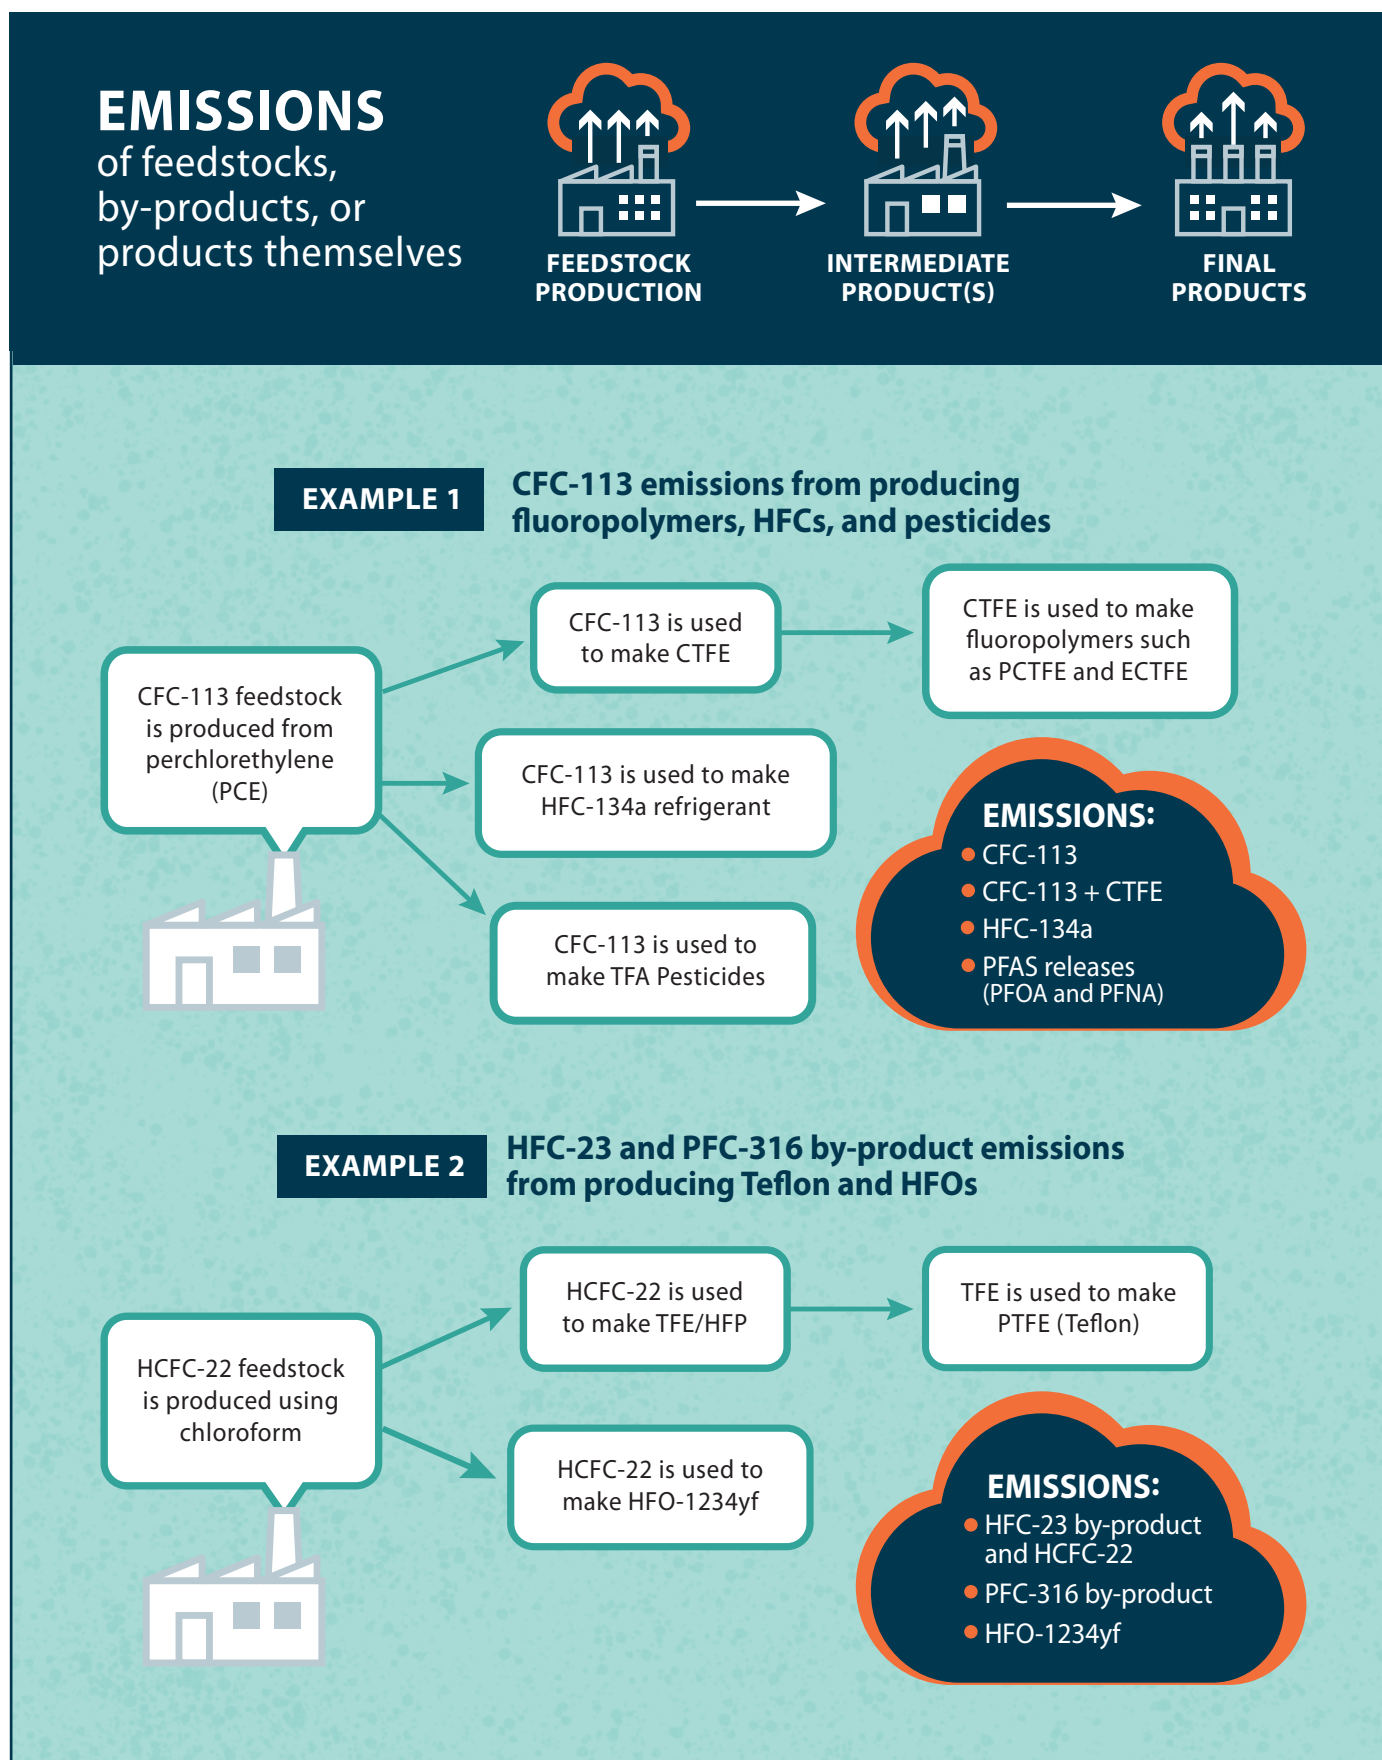 EMISSIONS
of feedstocks,
by-products, or
products themselves
FEEDSTOCK
PRODUCTION
INTERMEDIATE
PRODUCT(S)
FINAL
PRODUCTS
EXAMPLE 1
CFC-113 emissions from producing
fluoropolymers, HFCs, and pesticides
CFC-113 feedstock
is produced from
perchlorethylene
(PCE)
CFC-113 is used
to make CTFE
CTFE is used to make
fluoropolymers such
as PCTFE and ECTFE
CFC-113 is used to make
HFC-134a refrigerant
CFC-113 is used to
make TFA Pesticides
EMISSIONS:
• CFC-113
• CFC-113 + CTFE
• HFC-134a
• PFAS releases
(PFOA and PFNA)
EXAMPLE 2
HFC-23 and PFC-316 by-product emissions
from producing Teflon and HFOs
HCFC-22 feedstock
is produced using
chloroform
HCFC-22 is used
to make TFE/HFP
TFE is used to make
PTFE (Teflon)
HCFC-22 is used to
make HFO-1234yf
EMISSIONS:
• HFC-23 by-product
and HCFC-22
• PFC-316 by-product
• HFO-1234yf